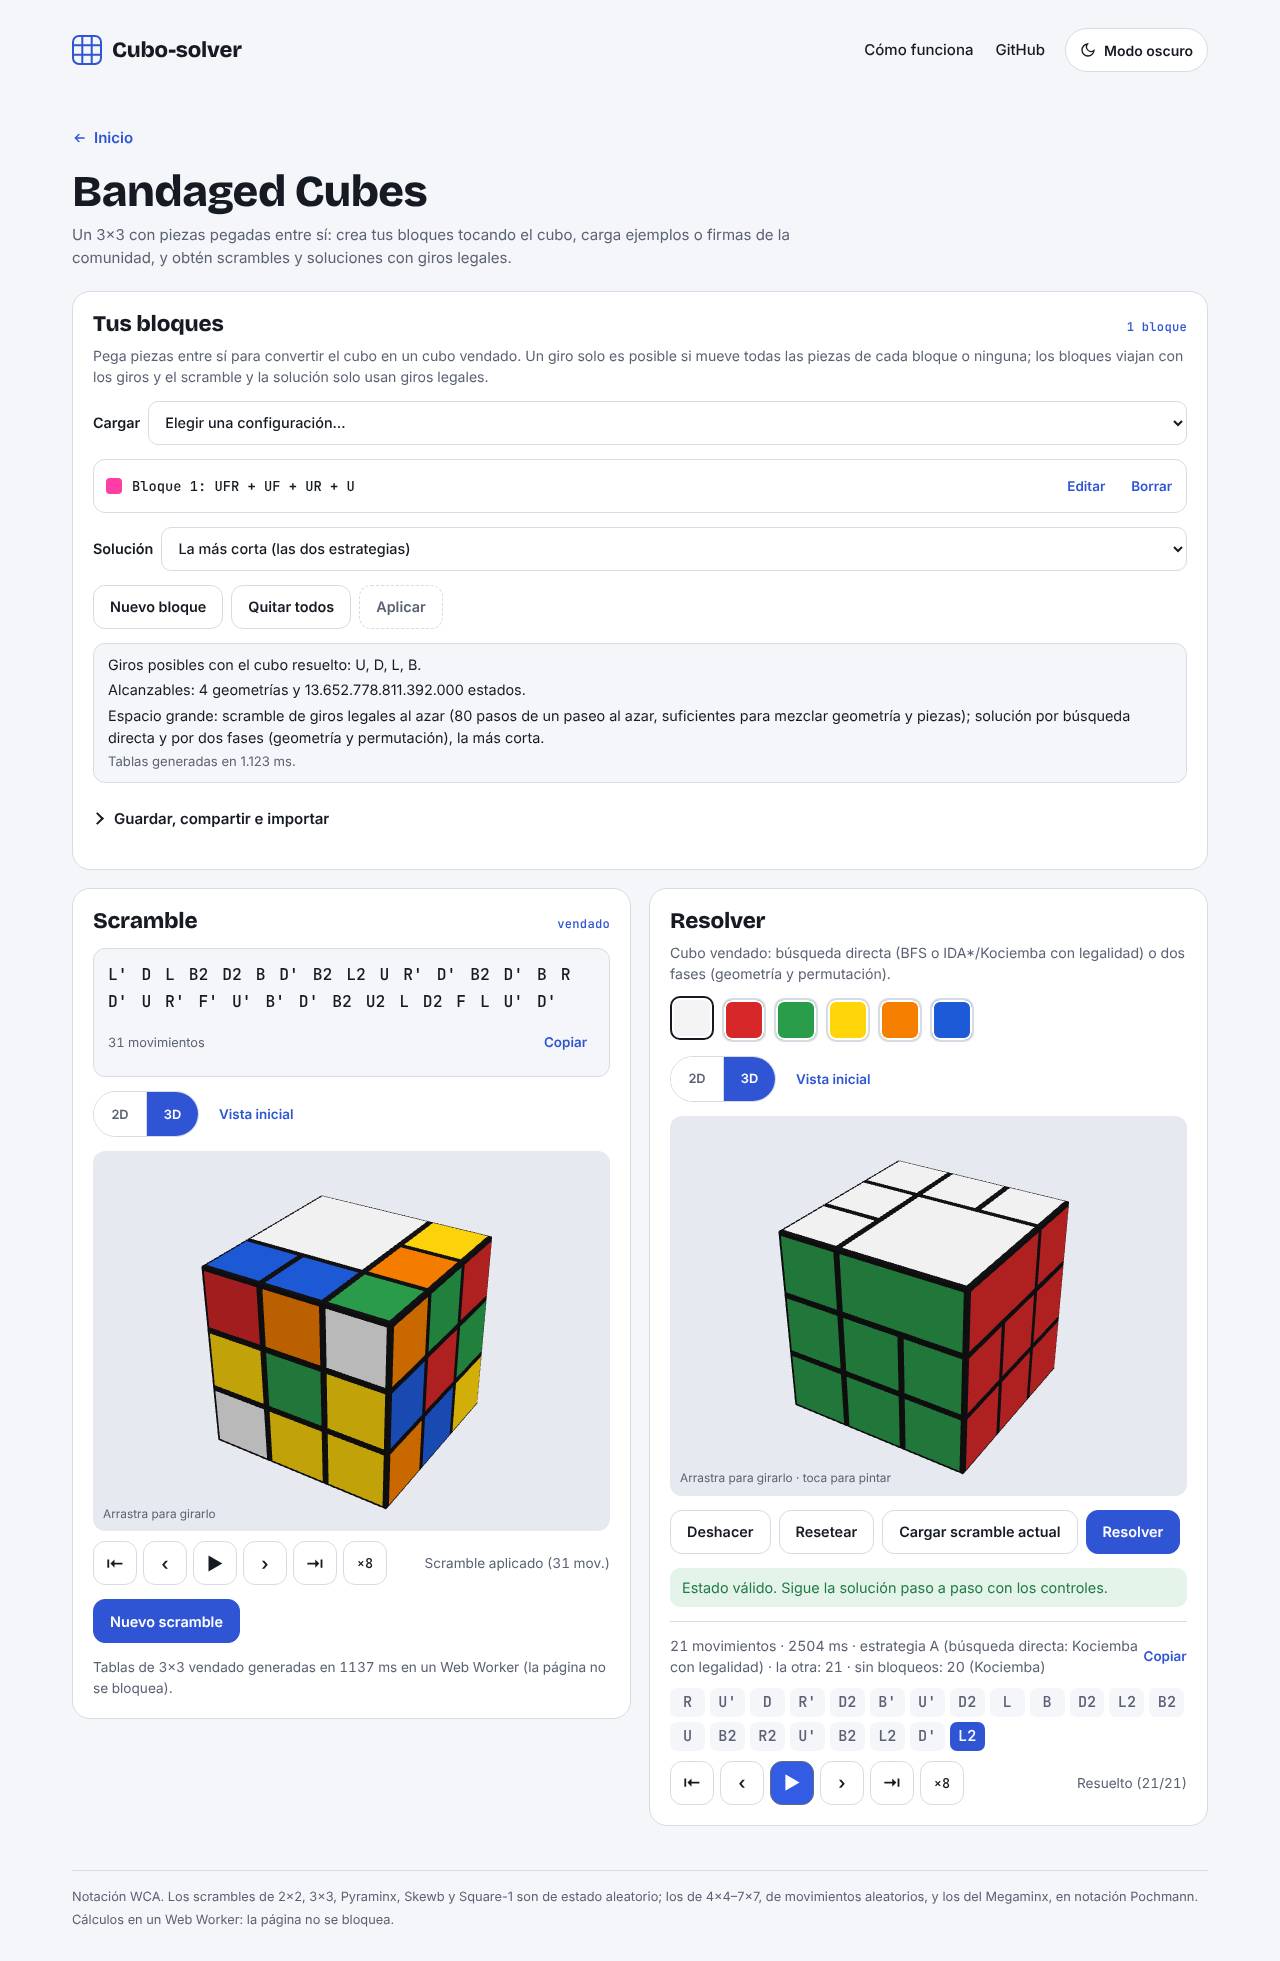 Cubo-solver
Cómo funciona
GitHub
Modo oscuro
← Inicio
Bandaged Cubes
Un 3×3 con piezas pegadas entre sí: crea tus bloques tocando el cubo, carga ejemplos o firmas de la
comunidad, y obtén scrambles y soluciones con giros legales.
Tus bloques
1 bloque
Pega piezas entre sí para convertir el cubo en un cubo vendado. Un giro solo es posible si mueve todas las piezas de cada bloque o ninguna; los bloques viajan con
los giros y el scramble y la solución solo usan giros legales.
Cargar
Elegir una configuración…
Bloque 1: UFR + UF + UR + U
Editar
Borrar
Solución
La más corta (las dos estrategias)
Nuevo bloque
Quitar todos
Aplicar
Giros posibles con el cubo resuelto: U, D, L, B.
Alcanzables: 4 geometrías y 13.652.778.811.392.000 estados.
Espacio grande: scramble de giros legales al azar (80 pasos de un paseo al azar, suficientes para mezclar geometría y piezas); solución por búsqueda
directa y por dos fases (geometría y permutación), la más corta.
Tablas generadas en 1.123 ms.
Guardar, compartir e importar
Scramble
vendado
L' D L B2 D2 B D' B2 L2 U R' D' B2 D' B R
D' U R' F' U' B' D' B2 U2 L D2 F L U' D'
31 movimientos
Copiar
2D
3D
Vista inicial
Arrastra para girarlo
⇤
‹
▶
›
⇥
×8
Scramble aplicado (31 mov.)
Nuevo scramble
Tablas de 3×3 vendado generadas en 1137 ms en un Web Worker (la página no
se bloquea).
Resolver
Cubo vendado: búsqueda directa (BFS o IDA*/Kociemba con legalidad) o dos
fases (geometría y permutación).
2D
3D
Vista inicial
Arrastra para girarlo · toca para pintar
Deshacer
Resetear
Cargar scramble actual
Resolver
Estado válido. Sigue la solución paso a paso con los controles.
21 movimientos · 2504 ms · estrategia A (búsqueda directa: Kociemba
con legalidad) · la otra: 21 · sin bloqueos: 20 (Kociemba)
Copiar
R U' D R' D2 B' U' D2 L B D2 L2 B2
U B2 R2 U' B2 L2 D' L2
⇤
‹
▶
›
⇥
×8
Resuelto (21/21)
Notación WCA. Los scrambles de 2×2, 3×3, Pyraminx, Skewb y Square-1 son de estado aleatorio; los de 4×4–7×7, de movimientos aleatorios, y los del Megaminx, en notación Pochmann.
Cálculos en un Web Worker: la página no se bloquea.